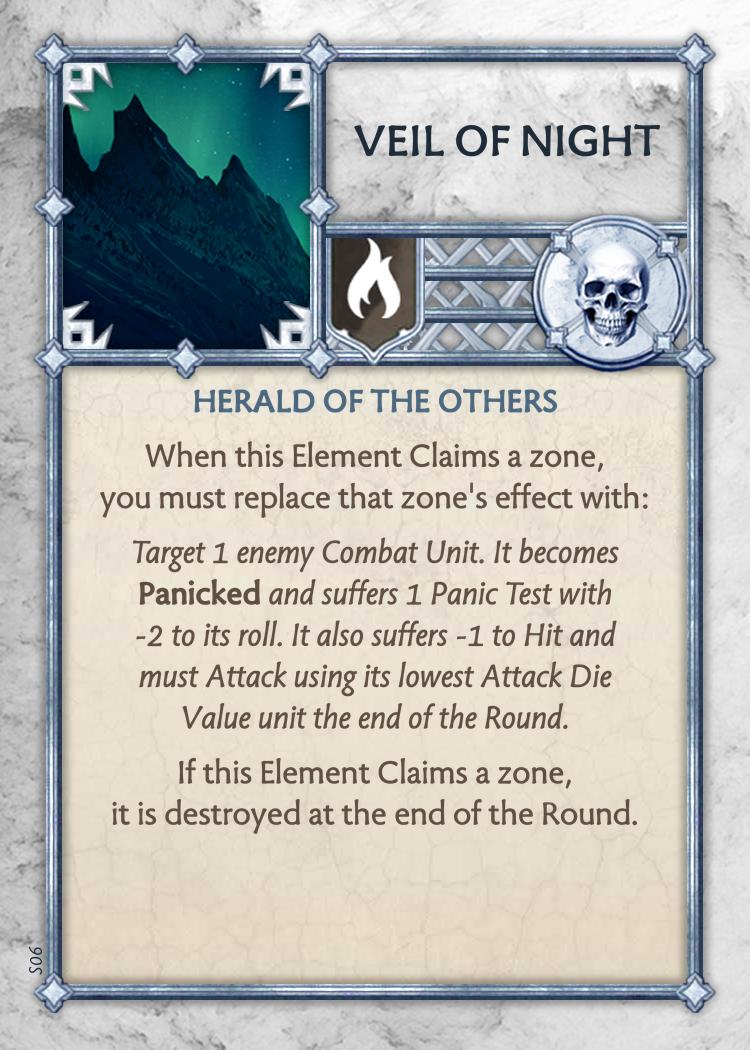 VEIL OF NIGHT
HERALD OF THE OTHERS
When this Element Claims a zone,
you must replace that zone's effect with:
Target 1 enemy Combat Unit. It becomes
Panicked and suffers 1 Panic Test with
-2 to its roll. It also suffers -1 to Hit and
must Attack using its lowest Attack Die
Value unit the end of the Round.
If this Element Claims a zone,
it is destroyed at the end of the Round.
S06